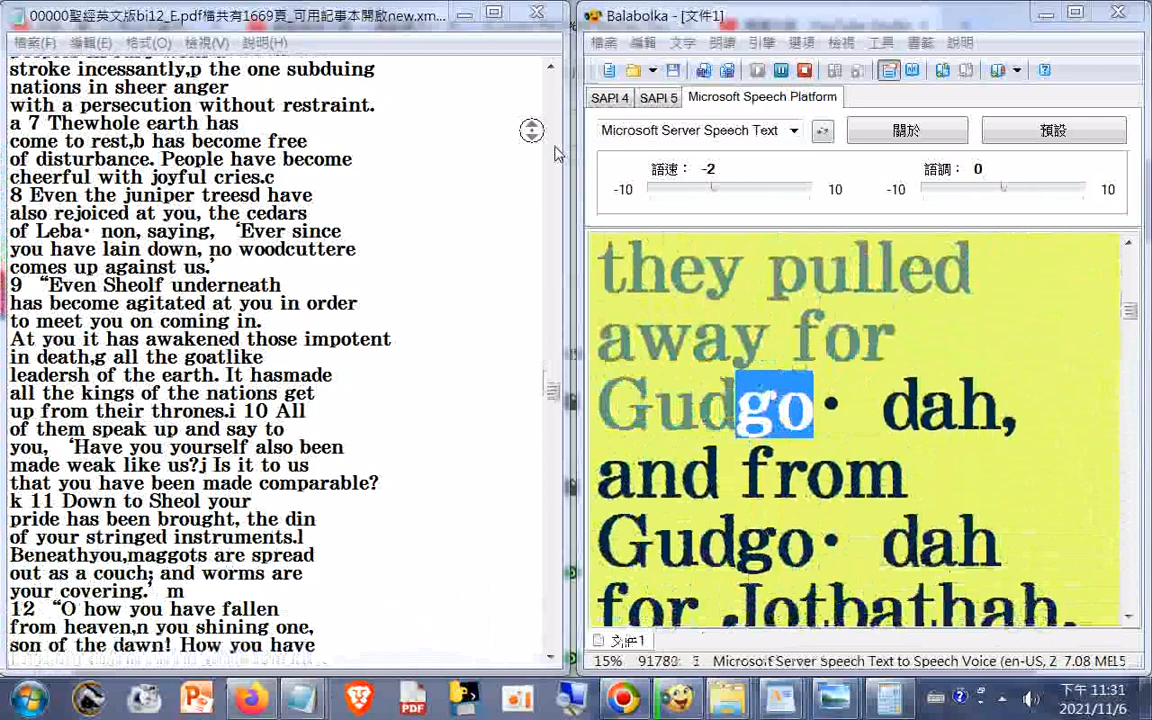 00000聖經英文版bi12_E.pdf檔共有1669頁_可用記事本開啟new.xm...
檔案(F) 編輯(E) 格式(O) 檢視(V) 說明(H)
stroke incessantly,p the one subduing
nations in sheer anger
with a persecution without restraint.
a 7 Thewhole earth has
come to rest,b has become free
of disturbance. People have become
cheerful with joyful cries.c
8 Even the juniper treesd have
also rejoiced at you, the cedars
of Leba· non, saying, ‘Ever since
you have lain down, no woodcuttere
comes up against us.’
9 “Even Sheolf underneath
has become agitated at you in order
to meet you on coming in.
At you it has awakened those impotent
in death,g all the goatlike
leadersh of the earth. It hasmade
all the kings of the nations get
up from their thrones.i 10 All
of them speak up and say to
you, ‘Have you yourself also been
made weak like us?j Is it to us
that you have been made comparable?
k 11 Down to Sheol your
pride has been brought, the din
of your stringed instruments.l
Beneathyou,maggots are spread
out as a couch; and worms are
your covering.’ m
12 “O how you have fallen
from heaven,n you shining one,
son of the dawn! How you have
Balabolka - [文件1]
檔案 編輯 文字 朗讀 引擎 選項 檢視 工具 書籤 說明
SAPI 4 SAPI 5 Microsoft Speech Platform
Microsoft Server Speech Text 關於 預設
語速: -2 語調: 0
-10 10 -10 10
they pulled
away for
Gudgo· dah,
and from
Gudgo· dah
for Jotbathah,
文件1
15% 91780: Microsoft Server Speech Text to Speech Voice (en-US, Z 7.08 ME
下午 11:31
2021/11/6